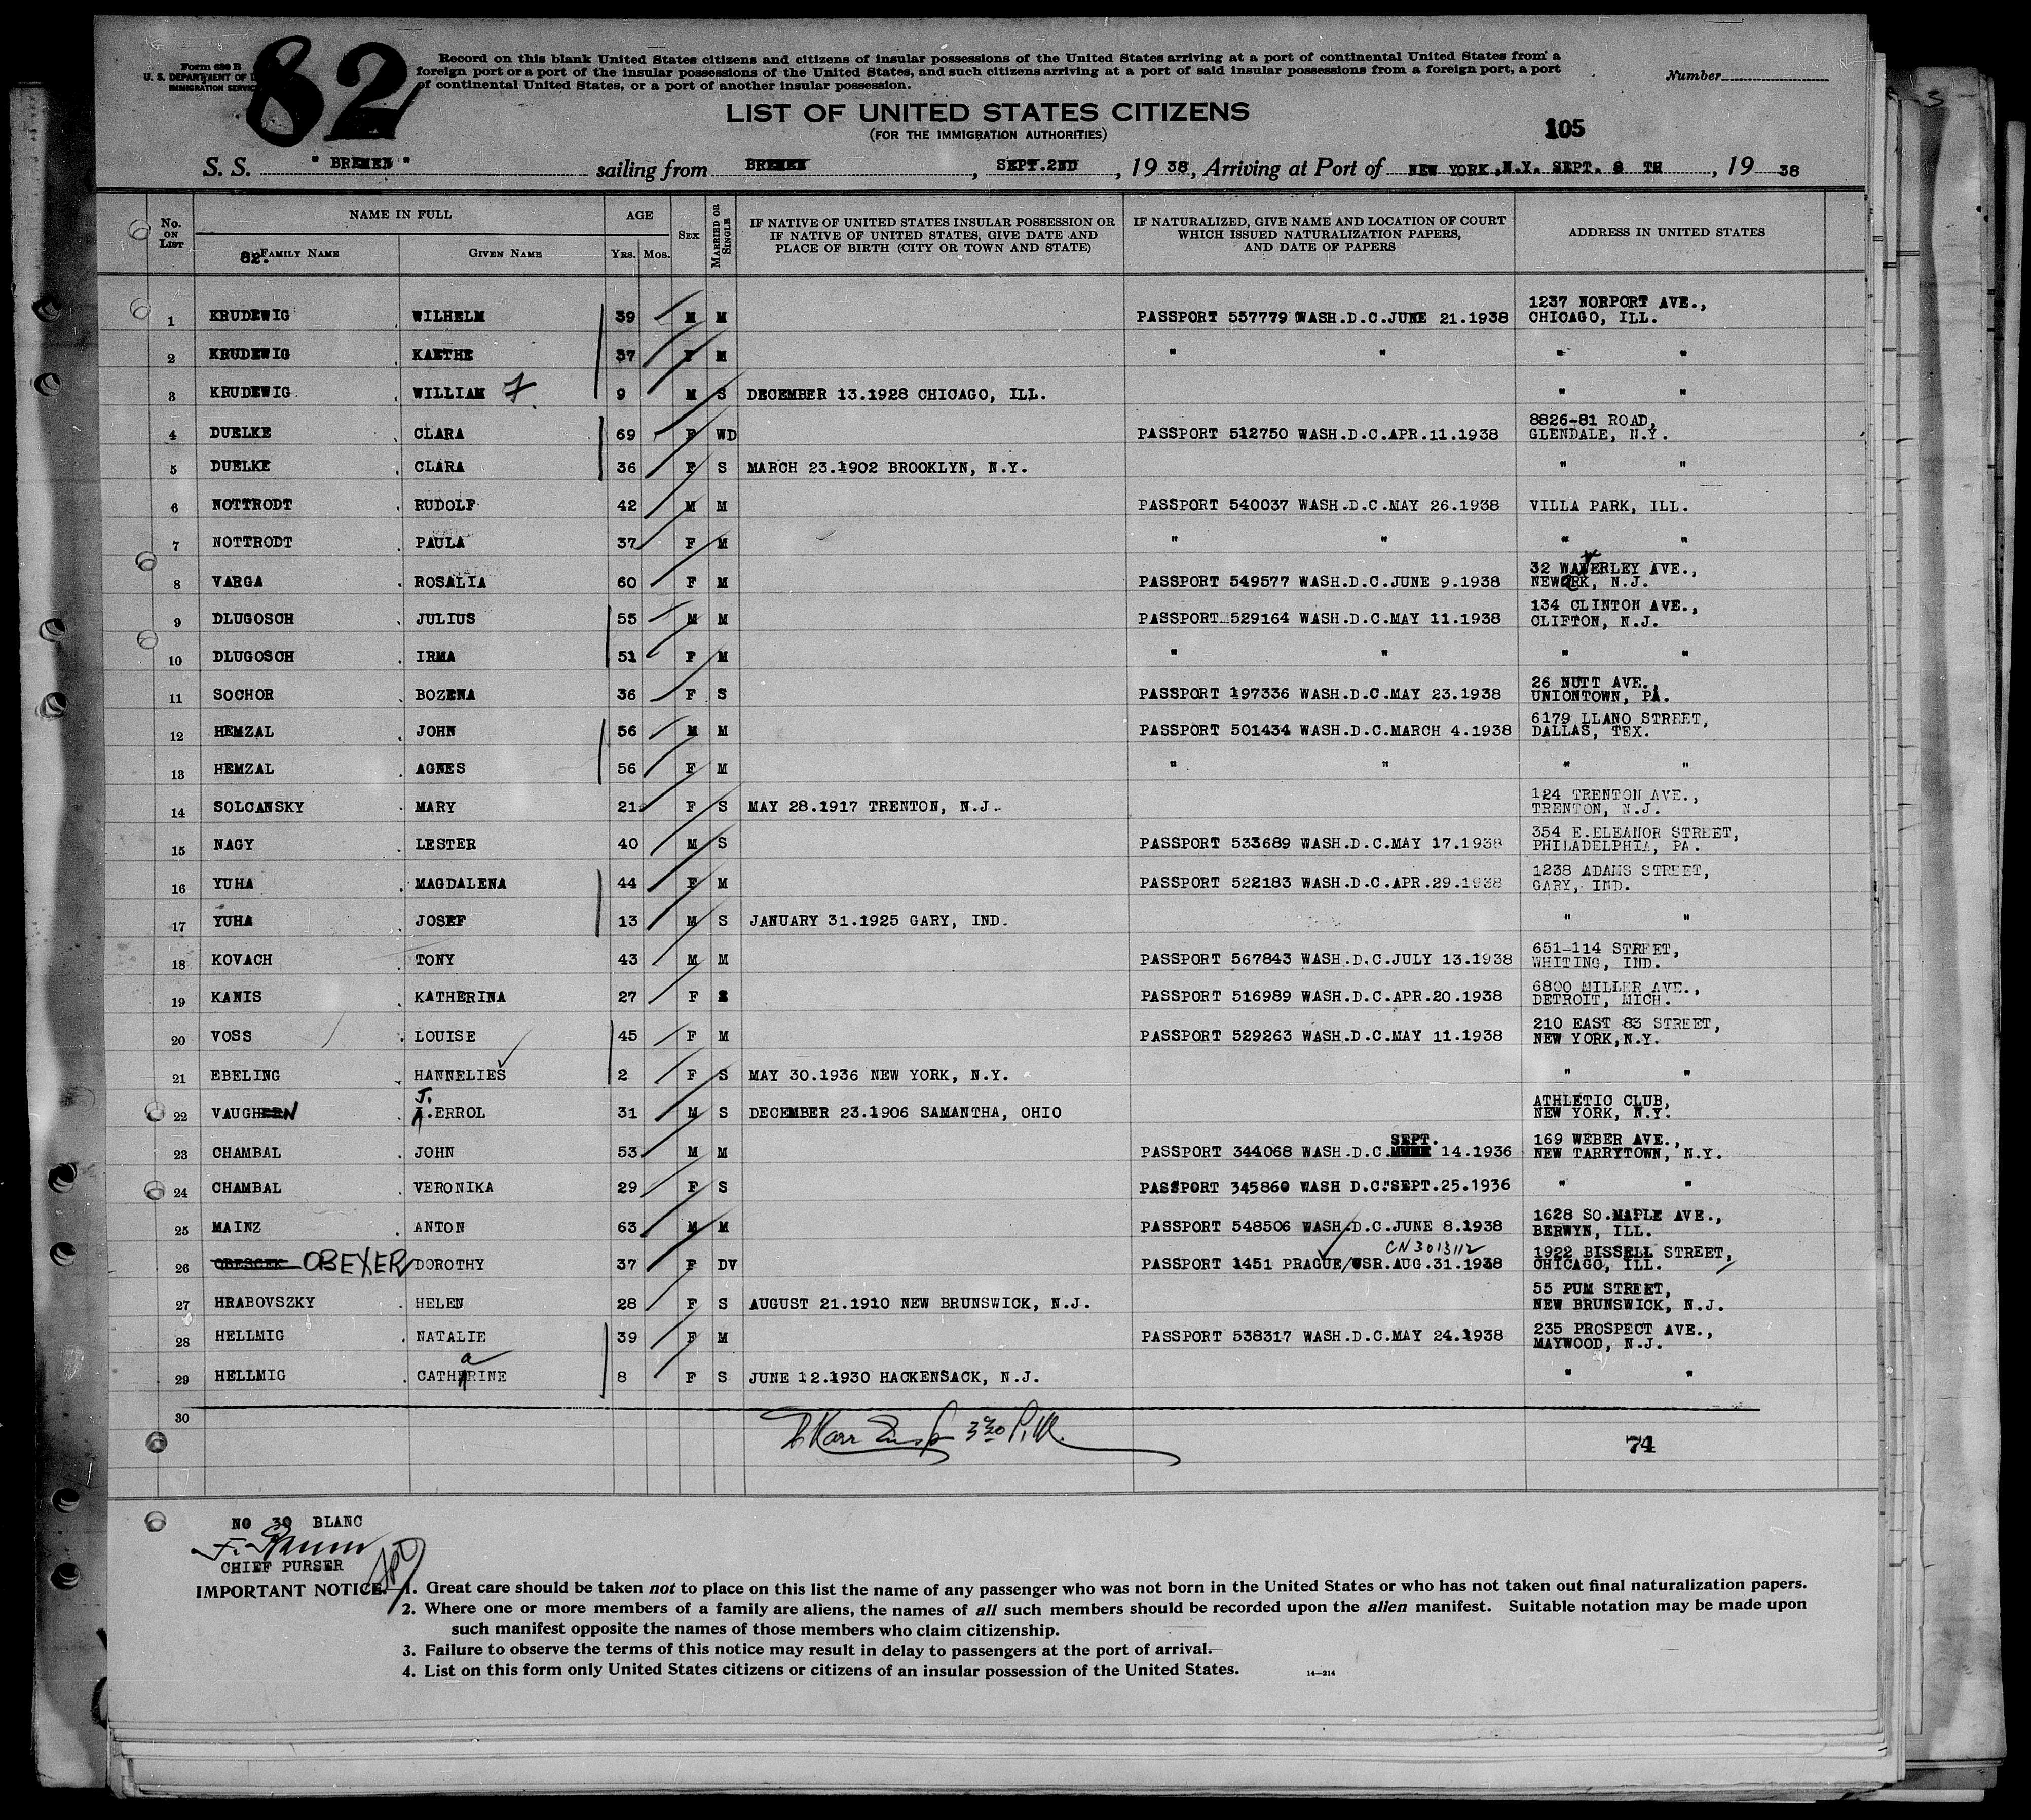 Form 630 B
U. S. DEPARTMENT OF
IMMIGRATION SERVICE
82
Record on this blank United States citizens and citizens of insular possessions of the United States arriving at a port of continental United States from a
foreign port or a port of the insular possessions of the United States, and such citizens arriving at a port of said insular possessions from a foreign port, a port
of continental United States, or a port of another insular possession.
Number
LIST OF UNITED STATES CITIZENS
(FOR THE IMMIGRATION AUTHORITIES)
105
S. S. " BREMEN " sailing from BREMEN, SEPT.2ND, 19 38, Arriving at Port of NEW YORK,N.Y. SEPT. 8 TH, 19 38
No. ON LIST NAME IN FULL AGE SEX MARRIED OR SINGLE IF NATIVE OF UNITED STATES INSULAR POSSESSION OR IF NATIVE OF UNITED STATES, GIVE DATE AND PLACE OF BIRTH (CITY OR TOWN AND STATE) IF NATURALIZED, GIVE NAME AND LOCATION OF COURT WHICH ISSUED NATURALIZATION PAPERS, AND DATE OF PAPERS ADDRESS IN UNITED STATES
82. FAMILY NAME GIVEN NAME YRS. MOS.
1 KRUDEWIG WILHELM 39 M M PASSPORT 557779 WASH.D.C.JUNE 21.1938 1237 NORPORT AVE., CHICAGO, ILL.
2 KRUDEWIG KAETHE 37 F M " " " "
3 KRUDEWIG WILLIAM 9 M S DECEMBER 13.1928 CHICAGO, ILL. " "
4 DUELKE CLARA 69 F WD PASSPORT 512750 WASH.D.C.APR.11.1938 8826-81 ROAD, GLENDALE, N.Y.
5 DUELKE CLARA 36 F S MARCH 23.1902 BROOKLYN, N.Y. " "
6 NOTTRODT RUDOLF 42 M M PASSPORT 540037 WASH.D.C.MAY 26.1938 VILLA PARK, ILL.
7 NOTTRODT PAULA 37 F M " " " "
8 VARGA ROSALIA 60 F M PASSPORT 549577 WASH.D.C.JUNE 9.1938 32 WAVERLEY AVE., NEWARK, N.J.
9 DLUGOSCH JULIUS 55 M M PASSPORT 529164 WASH.D.C.MAY 11.1938 134 CLINTON AVE., CLIFTON, N.J.
10 DLUGOSCH IRMA 51 F M " " " "
11 SOCHOR BOZENA 36 F S PASSPORT 197336 WASH.D.C.MAY 23.1938 26 NUTT AVE., UNIONTOWN, PA.
12 HEMZAL JOHN 56 M M PASSPORT 501434 WASH.D.C.MARCH 4.1938 6179 LLANO STREET, DALLAS, TEX.
13 HEMZAL AGNES 56 F M " " " "
14 SOLCANSKY MARY 21 F S MAY 28.1917 TRENTON, N.J. 124 TRENTON AVE., TRENTON, N.J.
15 NAGY LESTER 40 M S PASSPORT 533689 WASH.D.C.MAY 17.1938 354 E.ELEANOR STREET, PHILADELPHIA, PA.
16 YUHA MAGDALENA 44 F M PASSPORT 522183 WASH.D.C.APR.29.1938 1238 ADAMS STREET, GARY, IND.
17 YUHA JOSEF 13 M S JANUARY 31.1925 GARY, IND. " "
18 KOVACH TONY 43 M M PASSPORT 567843 WASH.D.C.JULY 13.1938 651-114 STREET, WHITING, IND.
19 KANIS KATHERINA 27 F PASSPORT 516989 WASH.D.C.APR.20.1938 6800 MILLER AVE., DETROIT, MICH.
20 VOSS LOUISE 45 F M PASSPORT 529263 WASH.D.C.MAY 11.1938 210 EAST 83 STREET, NEW YORK,N.Y.
21 EBELING HANNELIES 2 F S MAY 30.1936 NEW YORK, N.Y. " "
22 VAUGHN J. ERROL 31 M S DECEMBER 23.1906 SAMANTHA, OHIO ATHLETIC CLUB, NEW YORK, N.Y.
23 CHAMBAL JOHN 53 M M PASSPORT 344068 WASH.D.C. SEPT. 14.1936 169 WEBER AVE., NEW TARRYTOWN, N.Y.
24 CHAMBAL VERONIKA 29 F S PASSPORT 345860 WASH D.C.SEPT.25.1936 " "
25 MAINZ ANTON 63 M M PASSPORT 548506 WASH.D.C.JUNE 8.1938 1628 SO.MAPLE AVE., BERWYN, ILL.
26 OBEXER DOROTHY 37 F DV PASSPORT 1451 PRAGUE/CSR.AUG.31.1938 CN 3013112 1922 BISSELL STREET, CHICAGO, ILL.
27 HRABOVSZKY HELEN 28 F S AUGUST 21.1910 NEW BRUNSWICK, N.J. 55 PUM STREET, NEW BRUNSWICK, N.J.
28 HELLMIG NATALIE 39 F M PASSPORT 538317 WASH.D.C.MAY 24.1938 235 PROSPECT AVE., MAYWOOD, N.J.
29 HELLMIG CATHARINE 8 F S JUNE 12.1930 HACKENSACK, N.J. " "
30
74
NO 30 BLANC
CHIEF PURSER
IMPORTANT NOTICE.—1. Great care should be taken not to place on this list the name of any passenger who was not born in the United States or who has not taken out final naturalization papers.
2. Where one or more members of a family are aliens, the names of all such members should be recorded upon the alien manifest. Suitable notation may be made upon
such manifest opposite the names of those members who claim citizenship.
3. Failure to observe the terms of this notice may result in delay to passengers at the port of arrival.
4. List on this form only United States citizens or citizens of an insular possession of the United States.
14—214